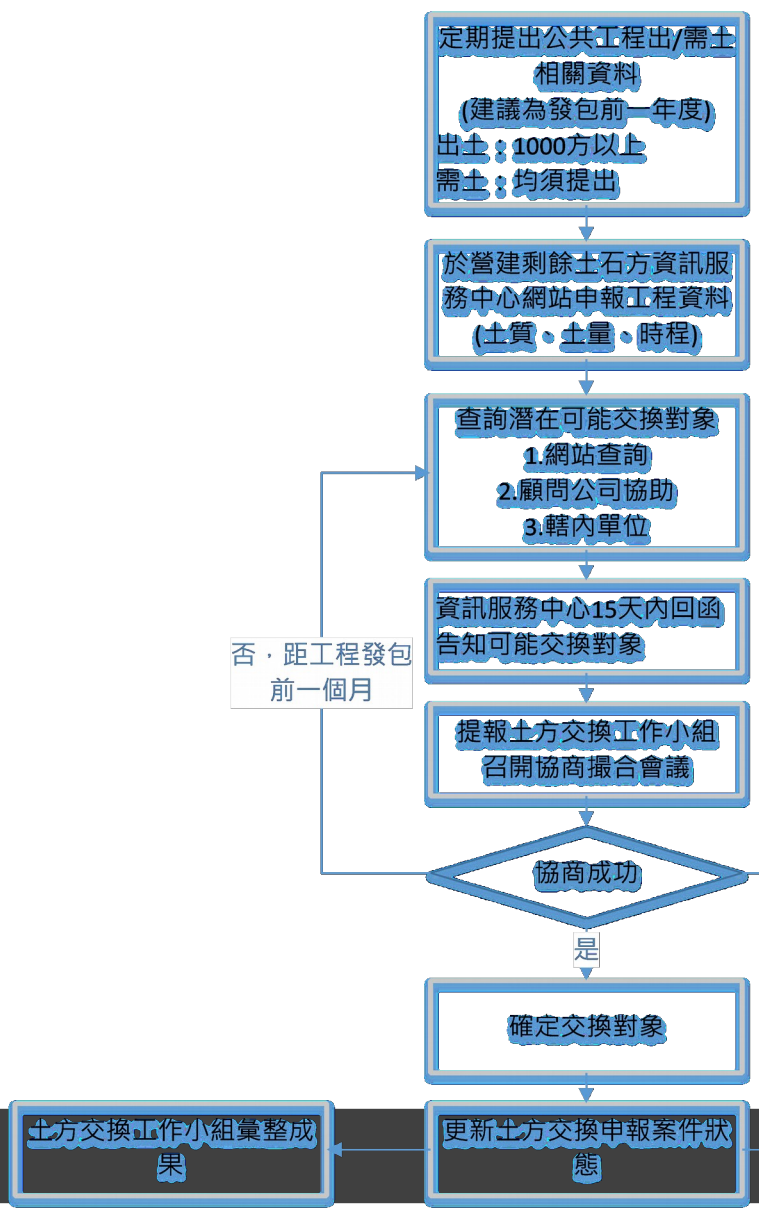 定期提出公共工程出/需土
相關資料
(建議為發包前一年度)
出土：1000方以上
需土：均須提出
於營建剩餘土石方資訊服
務中心網站申報工程資料
(土質、土量、時程)
查詢潛在可能交換對象
1.網站查詢
2.顧問公司協助
3.轄內單位
資訊服務中心15天內回函
告知可能交換對象
否，距工程發包
前一個月
提報土方交換工作小組
召開協商撮合會議
協商成功
是
確定交換對象
土方交換工作小組彙整成
果
更新土方交換申報案件狀
態